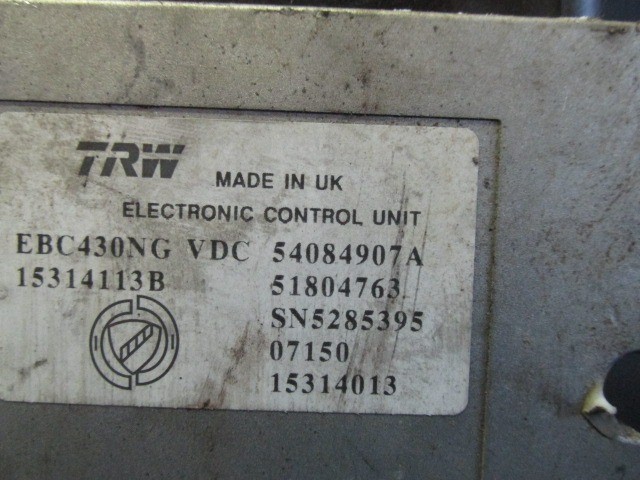 TRW
MADE IN UK
ELECTRONIC CONTROL UNIT
EBC430NG VDC 54084907A
15314113B 51804763
SN5285395
07150
15314013